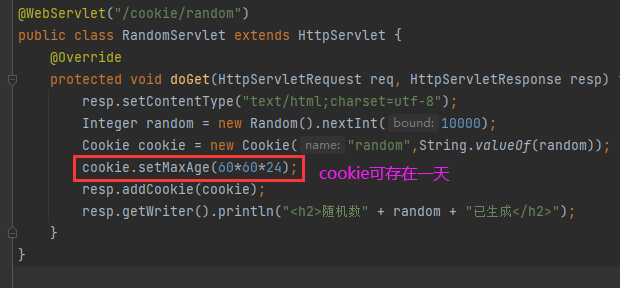 @WebServlet("/cookie/random")
public class RandomServlet extends HttpServlet {
@Override
protected void doGet(HttpServletRequest req, HttpServletResponse resp) t
resp.setContentType("text/html;charset=utf-8");
Integer random = new Random().nextInt( bound: 10000);
Cookie cookie = new Cookie( name: "random",String.valueOf(random));
cookie.setMaxAge(60*60*24); cookie可存在一天
resp.addCookie(cookie);
resp.getWriter().println("<h2>随机数" + random + "已生成</h2>");
}
}